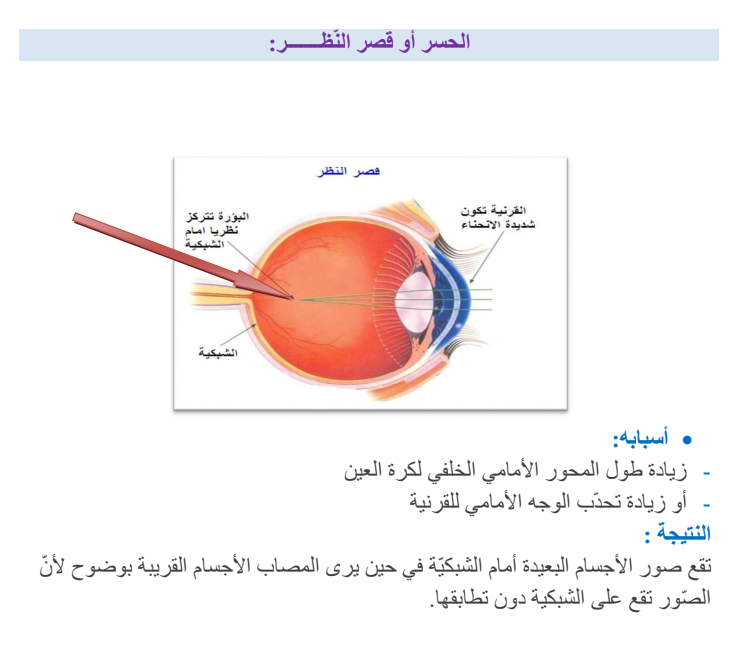 الحسر أو قصر النّظــــــر:
قصر النظر
القرنية تكون
شديدة الانحناء
البؤرة تتركز
نظريا امام
الشبكية
الشبكية
• أسبابه:
- زيادة طول المحور الأمامي الخلفي لكرة العين
- أو زيادة تحدّب الوجه الأمامي للقرنية
النتيجة :
تقع صور الأجسام البعيدة أمام الشبكيّة في حين يرى المصاب الأجسام القريبة بوضوح لأنّ
الصّور تقع على الشبكية دون تطابقها.